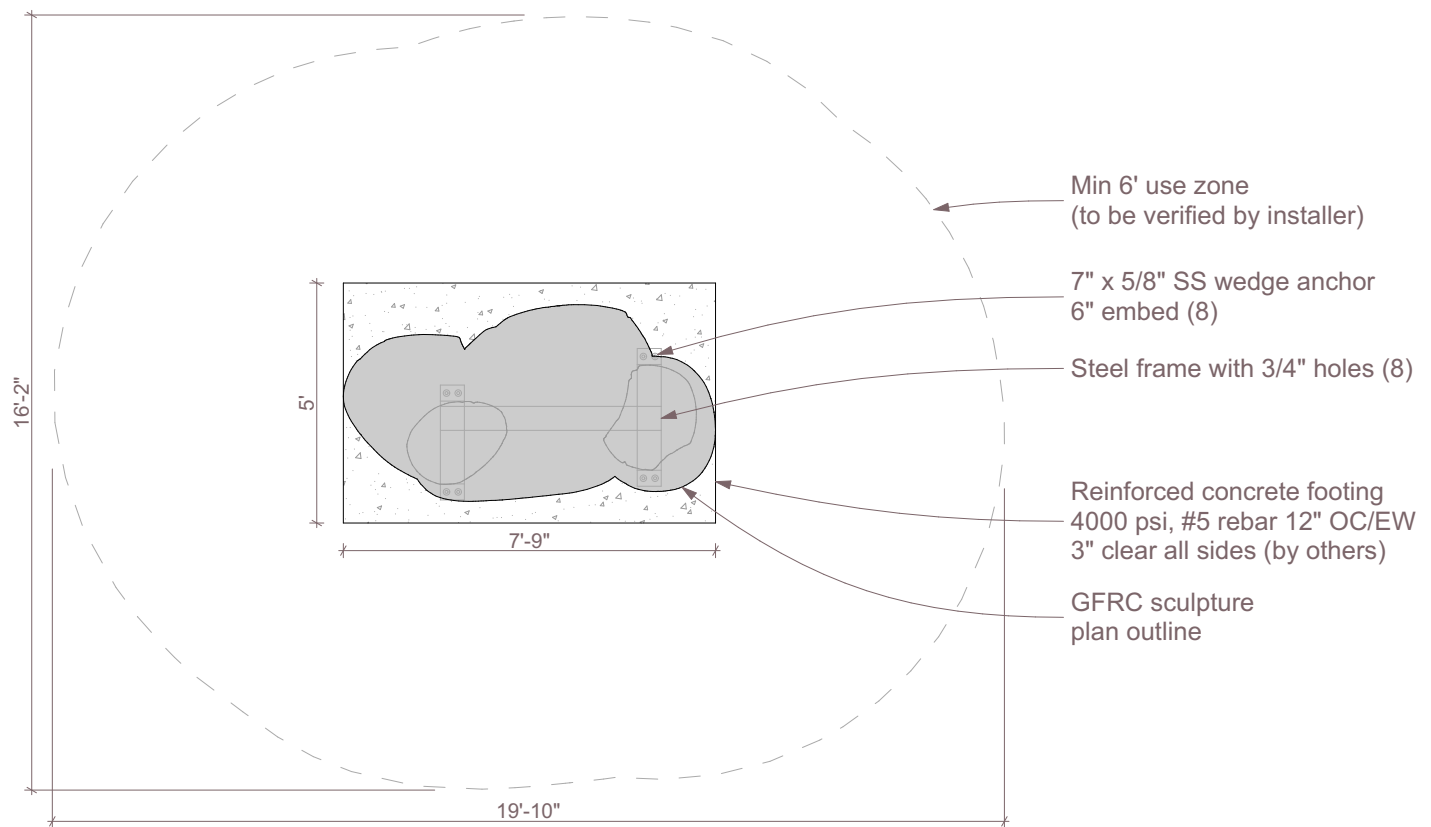 16'-2"
5'
7'-9"
19'-10"
Min 6' use zone
(to be verified by installer)
7" x 5/8" SS wedge anchor
6" embed (8)
Steel frame with 3/4" holes (8)
Reinforced concrete footing
4000 psi, #5 rebar 12" OC/EW
3" clear all sides (by others)
GFRC sculpture
plan outline